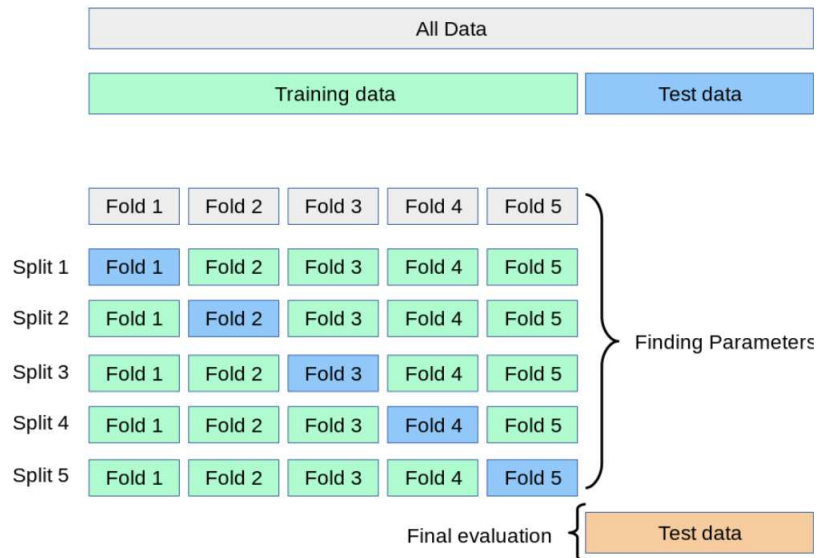 All Data
Training data Test data
Fold 1 Fold 2 Fold 3 Fold 4 Fold 5
Split 1 Fold 1 Fold 2 Fold 3 Fold 4 Fold 5
Split 2 Fold 1 Fold 2 Fold 3 Fold 4 Fold 5
Finding Parameters
Split 3 Fold 1 Fold 2 Fold 3 Fold 4 Fold 5
Split 4 Fold 1 Fold 2 Fold 3 Fold 4 Fold 5
Split 5 Fold 1 Fold 2 Fold 3 Fold 4 Fold 5
Final evaluation Test data